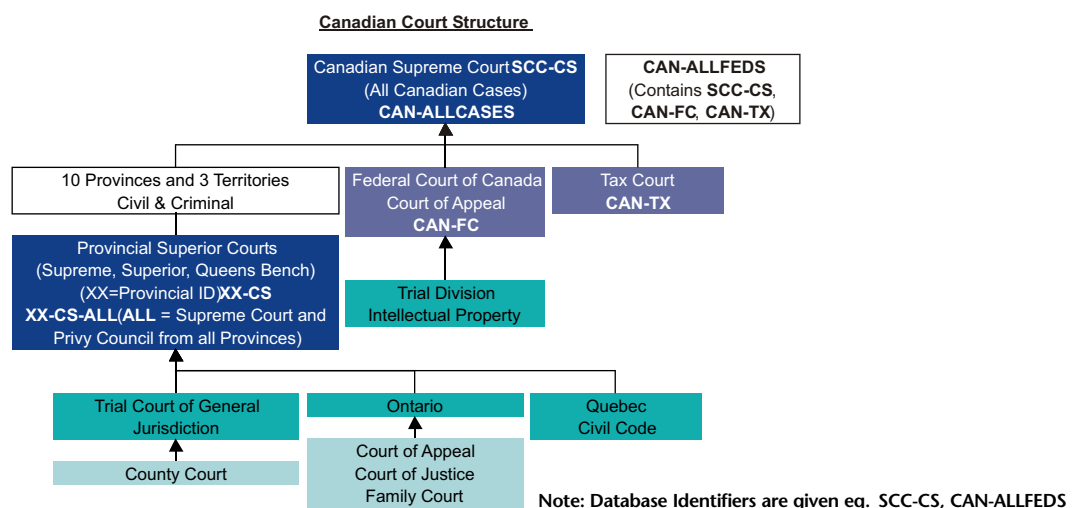 Canadian Court Structure
Canadian Supreme Court SCC-CS
(All Canadian Cases)
CAN-ALLCASES
CAN-ALLFEDS
(Contains SCC-CS,
CAN-FC, CAN-TX)
10 Provinces and 3 Territories
Civil & Criminal
Federal Court of Canada
Court of Appeal
CAN-FC
Tax Court
CAN-TX
Provincial Superior Courts
(Supreme, Superior, Queens Bench)
(XX=Provincial ID)XX-CS
XX-CS-ALL(ALL = Supreme Court and
Privy Council from all Provinces)
Trial Division
Intellectual Property
Trial Court of General
Jurisdiction
Ontario
Quebec
Civil Code
County Court
Court of Appeal
Court of Justice
Family Court
Note: Database Identifiers are given eg. SCC-CS, CAN-ALLFEDS